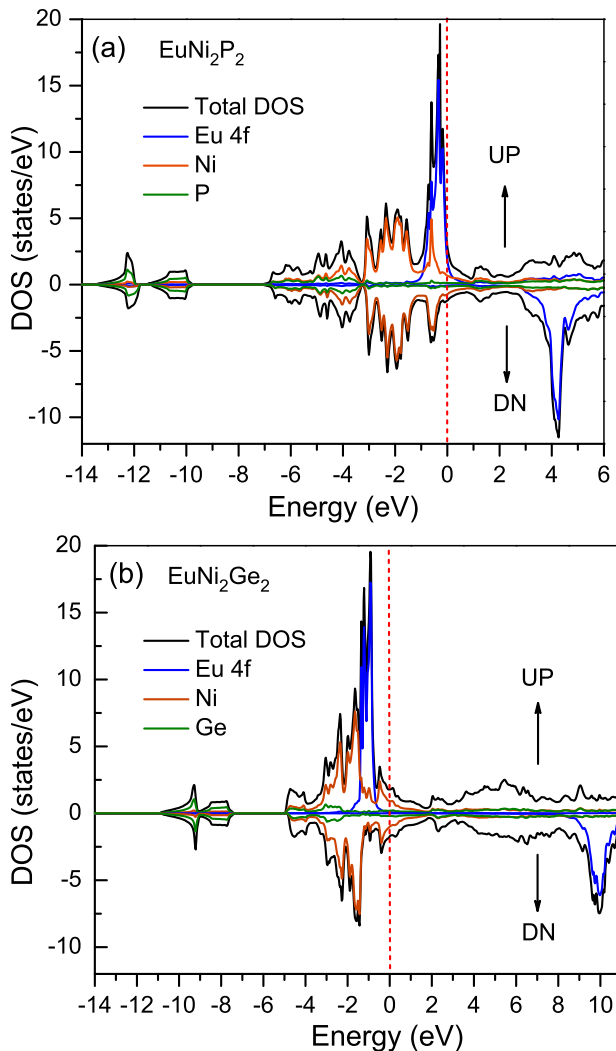 (a) EuNi₂P₂
Total DOS
Eu 4f
Ni
P
UP
DN
DOS (states/eV)
20
15
10
5
0
-5
-10
-14 -12 -10 -8 -6 -4 -2 0 2 4 6
Energy (eV)
(b) EuNi₂Ge₂
Total DOS
Eu 4f
Ni
Ge
UP
DN
DOS (states/eV)
20
15
10
5
0
-5
-10
-14 -12 -10 -8 -6 -4 -2 0 2 4 6 8 10
Energy (eV)